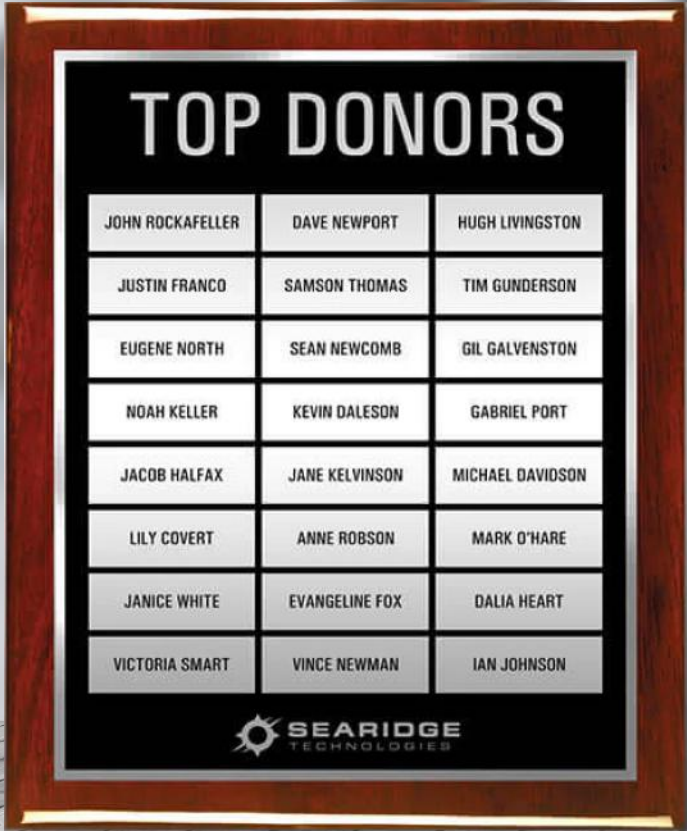 TOP DONORS
JOHN ROCKAFELLER DAVE NEWPORT HUGH LIVINGSTON
JUSTIN FRANCO SAMSON THOMAS TIM GUNDERSON
EUGENE NORTH SEAN NEWCOMB GIL GALVENSTON
NOAH KELLER KEVIN DALESON GABRIEL PORT
JACOB HALFAX JANE KELVINSON MICHAEL DAVIDSON
LILY COVERT ANNE ROBSON MARK O'HARE
JANICE WHITE EVANGELINE FOX DALIA HEART
VICTORIA SMART VINCE NEWMAN IAN JOHNSON
SEARIDGE
TECHNOLOGIES